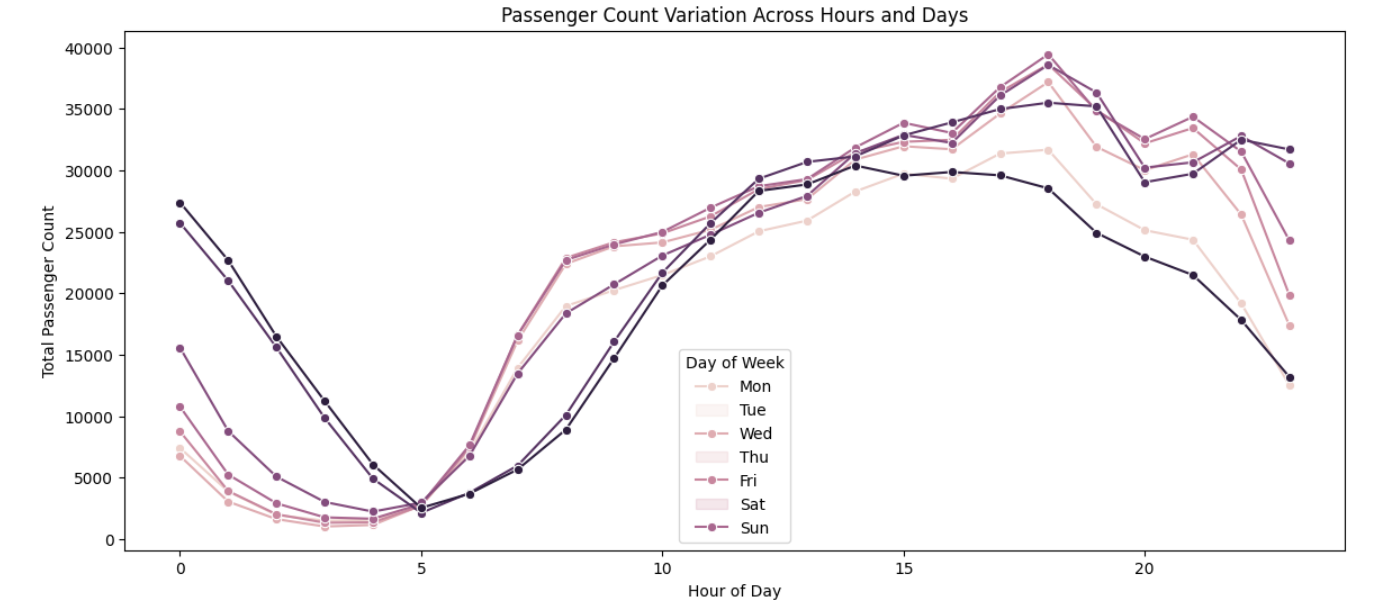 Passenger Count Variation Across Hours and Days
Total Passenger Count
40000
35000
30000
25000
20000
15000
10000
5000
0
Day of Week
Mon
Tue
Wed
Thu
Fri
Sat
Sun
0 5 10 15 20
Hour of Day